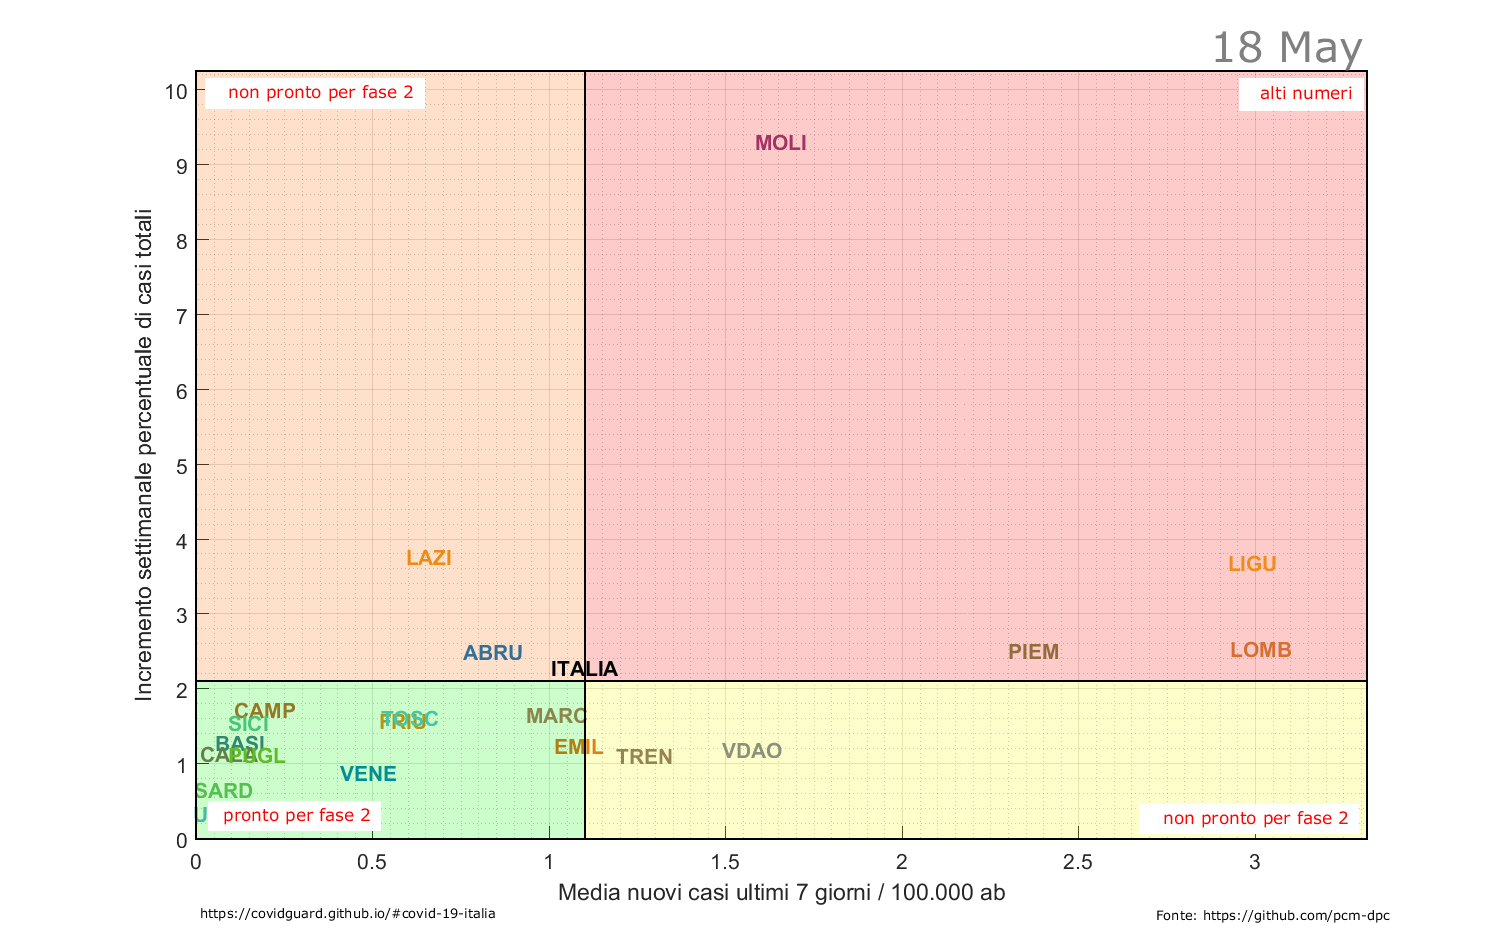 18 May
non pronto per fase 2
alti numeri
10
9
8
7
6
5
4
3
2
1
0
Incremento settimanale percentuale di casi totali
MOLI
LAZI
LIGU
ABRU
PIEM
LOMB
ITALIA
CAMP
SICI
FRIU
TOSC
MARC
BASI
CALA
PUGL
EMIL
TREN
VDAO
VENE
SARD
U
pronto per fase 2
non pronto per fase 2
0
0.5
1
1.5
2
2.5
3
Media nuovi casi ultimi 7 giorni / 100.000 ab
https://covidguard.github.io/#covid-19-italia
Fonte: https://github.com/pcm-dpc